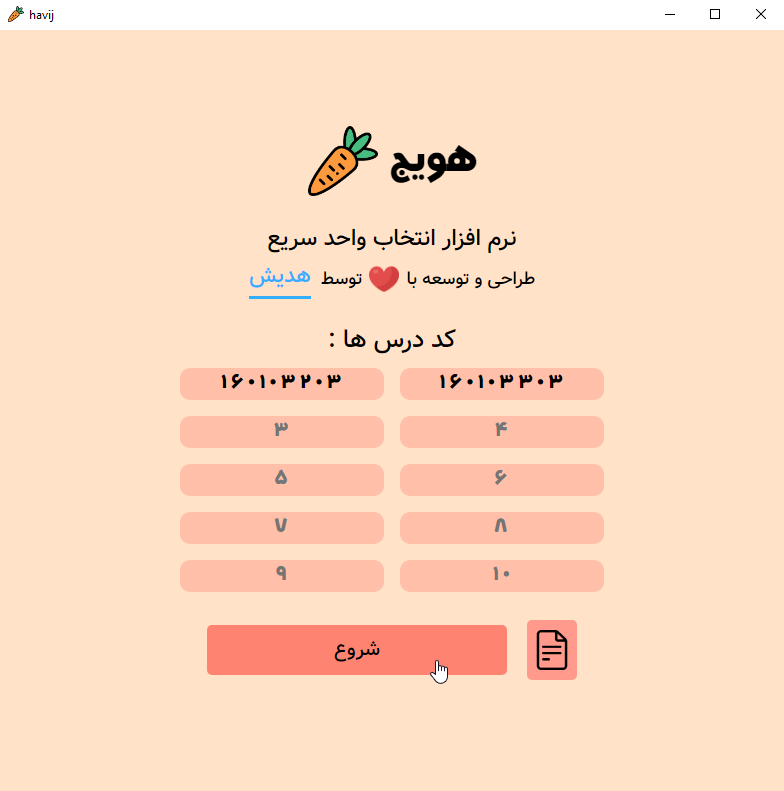 havij
هویج
نرم افزار انتخاب واحد سریع
طراحی و توسعه با ❤️ توسط هدیش
کد درس ها :
۱۶۰۱۰۳۲۰۳ ۱۶۰۱۰۳۳۰۳
۳ ۴
۵ ۶
۷ ۸
۹ ۱۰
شروع